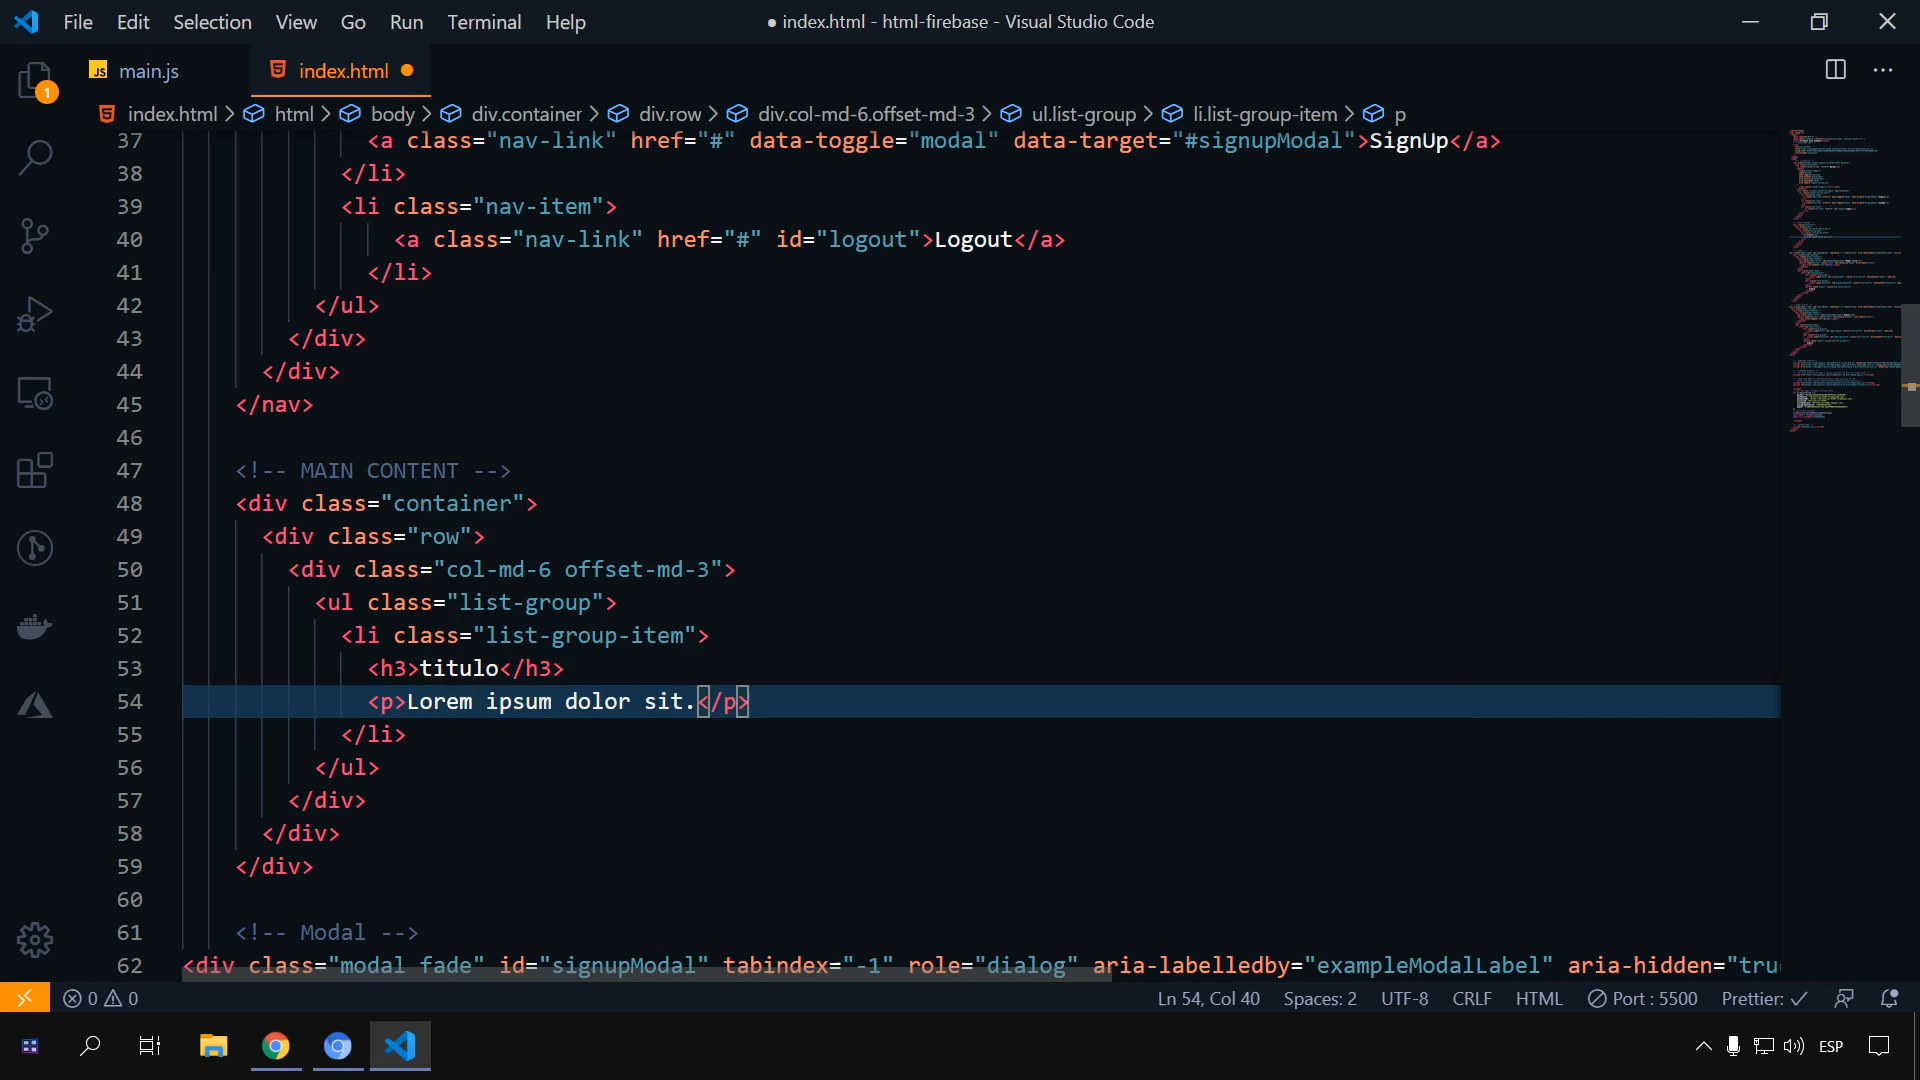 File Edit Selection View Go Run Terminal Help
● index.html - html-firebase - Visual Studio Code
JS main.js
index.html ●
1
index.html > html > body > div.container > div.row > div.col-md-6.offset-md-3 > ul.list-group > li.list-group-item > p
37 <a class="nav-link" href="#" data-toggle="modal" data-target="#signupModal">SignUp</a>
38 </li>
39 <li class="nav-item">
40 <a class="nav-link" href="#" id="logout">Logout</a>
41 </li>
42 </ul>
43 </div>
44 </div>
45 </nav>
46
47 <!-- MAIN CONTENT -->
48 <div class="container">
49 <div class="row">
50 <div class="col-md-6 offset-md-3">
51 <ul class="list-group">
52 <li class="list-group-item">
53 <h3>titulo</h3>
54 <p>Lorem ipsum dolor sit.</p>
55 </li>
56 </ul>
57 </div>
58 </div>
59 </div>
60
61 <!-- Modal -->
62 <div class="modal fade" id="signupModal" tabindex="-1" role="dialog" aria-labelledby="exampleModalLabel" aria-hidden="tru
0 0
Ln 54, Col 40 Spaces: 2 UTF-8 CRLF HTML Port : 5500 Prettier: ✓
ESP